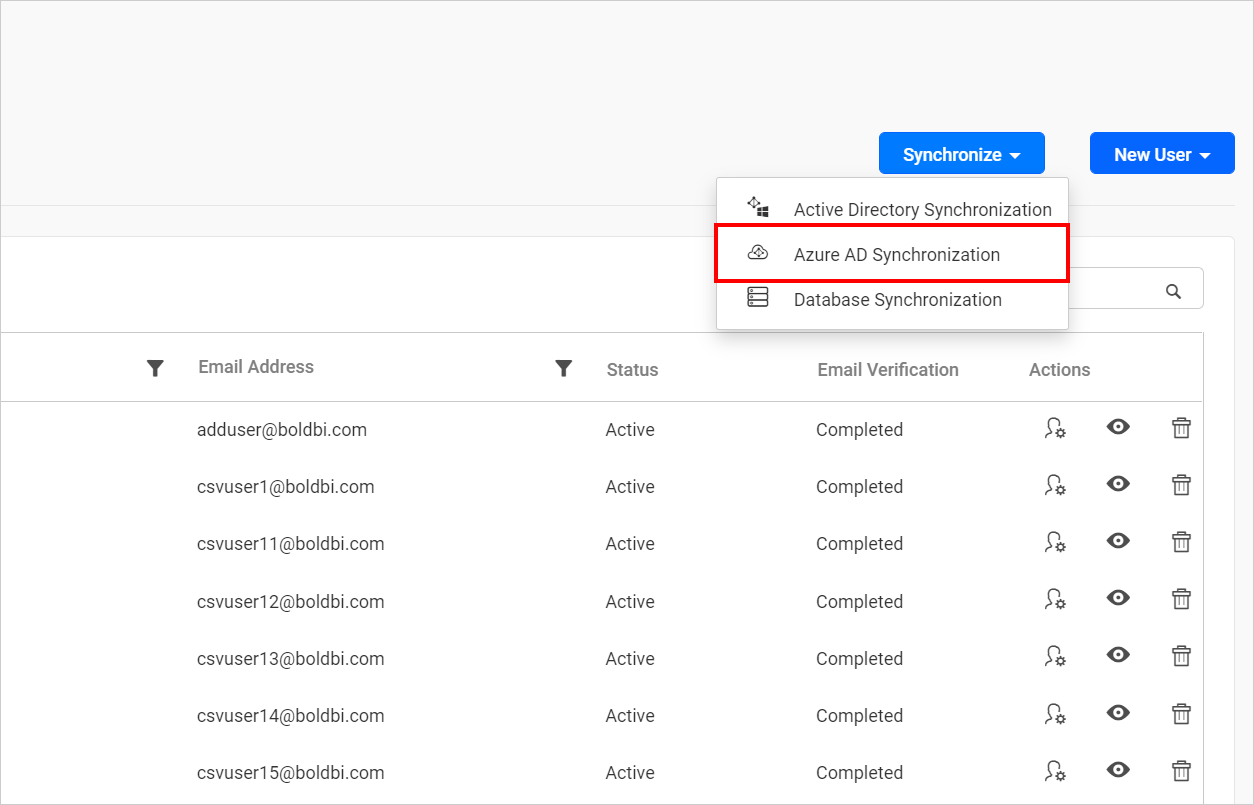 Synchronize New User
Active Directory Synchronization
Azure AD Synchronization
Database Synchronization
Email Address Status Email Verification Actions
adduser@boldbi.com Active Completed
csvuser1@boldbi.com Active Completed
csvuser11@boldbi.com Active Completed
csvuser12@boldbi.com Active Completed
csvuser13@boldbi.com Active Completed
csvuser14@boldbi.com Active Completed
csvuser15@boldbi.com Active Completed